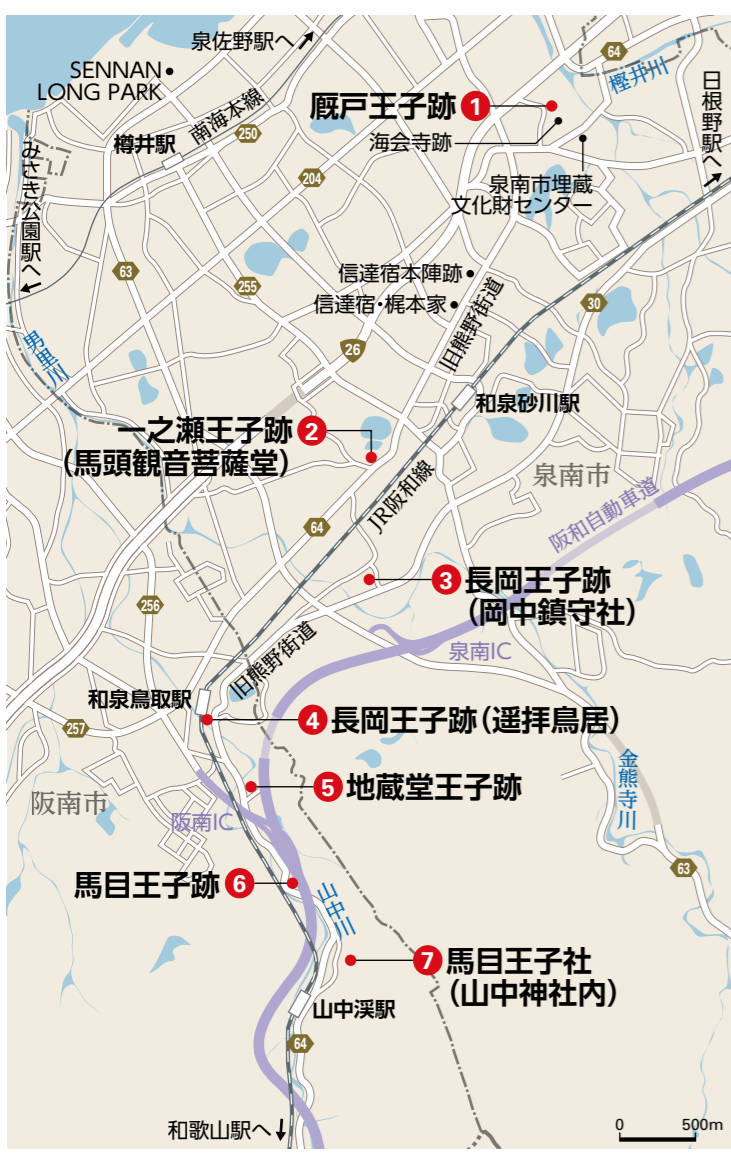 泉佐野駅へ
64
SENNAN
LONG PARK
樫井川
南海本線
厩戸王子跡 1
日根野駅へ
250
海会寺跡
樽井駅
みさき公園駅へ
204
泉南市埋蔵
文化財センター
63
信達宿本陣跡
255
信達宿・梶本家
30
旧熊野街道
男里川
26
和泉砂川駅
一之瀬王子跡 2
(馬頭観音菩薩堂)
泉南市
JR阪和線
阪和自動車道
64
3 長岡王子跡
(岡中鎮守社)
256
旧熊野街道
泉南IC
和泉鳥取駅
4 長岡王子跡(遥拝鳥居)
257
5 地蔵堂王子跡
金熊寺川
阪南市
阪南IC
63
馬目王子跡 6
山中川
7 馬目王子社
(山中神社内)
山中渓駅
64
和歌山駅へ
0 500m